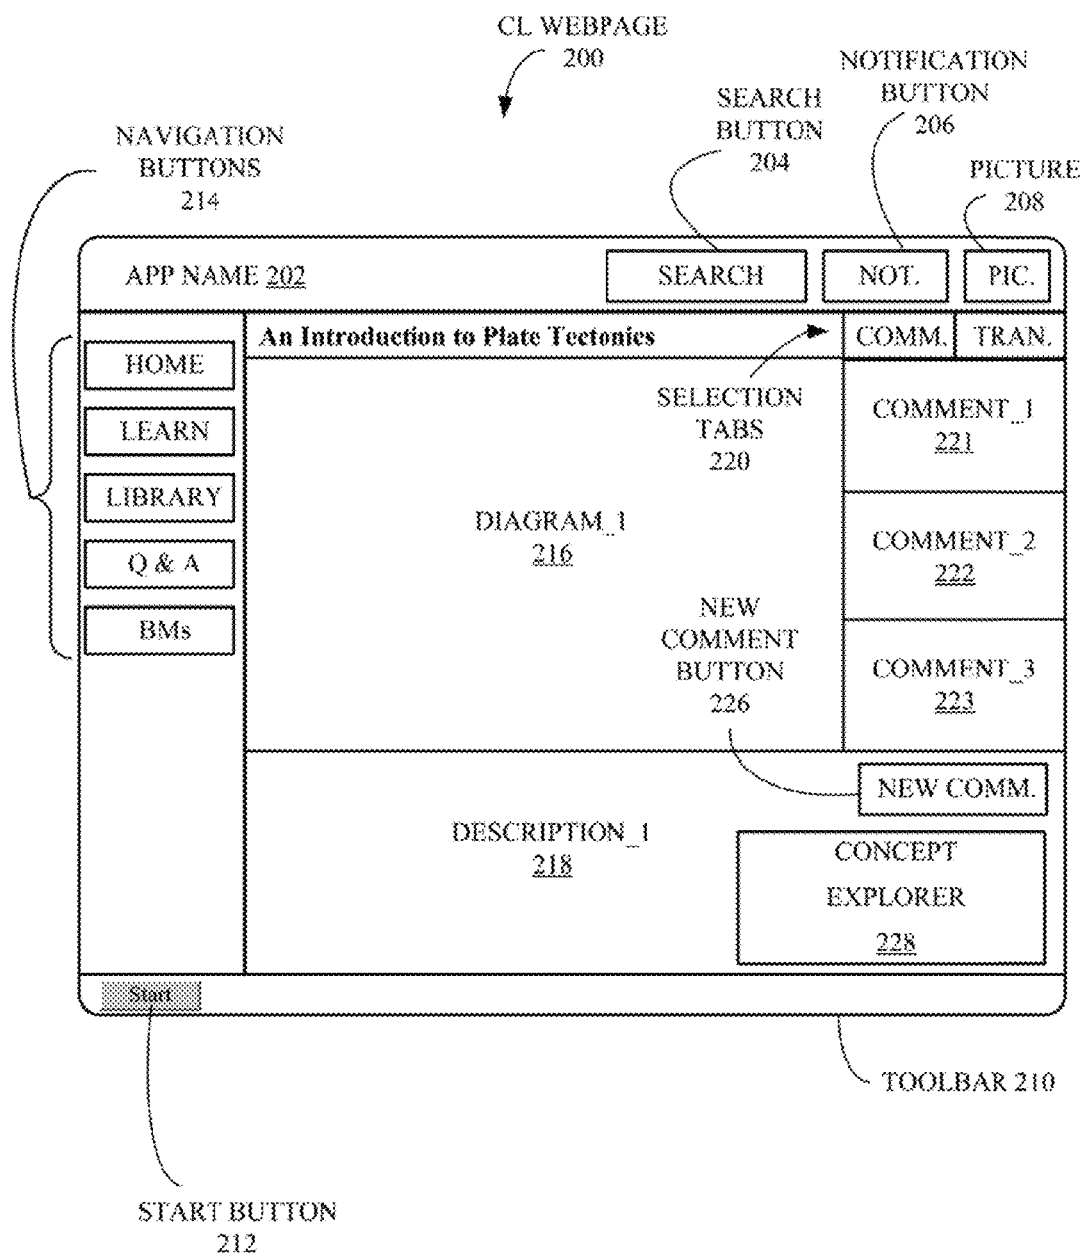 CL WEBPAGE
200
NOTIFICATION
BUTTON
206
SEARCH
BUTTON
204
PICTURE
208
NAVIGATION
BUTTONS
214
APP NAME 202
SEARCH
NOT.
PIC.
An Introduction to Plate Tectonics
COMM.
TRAN.
HOME
LEARN
LIBRARY
Q & A
BMs
SELECTION
TABS
220
DIAGRAM_1
216
COMMENT_1
221
COMMENT_2
222
COMMENT_3
223
NEW
COMMENT
BUTTON
226
NEW COMM.
DESCRIPTION_1
218
CONCEPT
EXPLORER
228
Start
TOOLBAR 210
START BUTTON
212